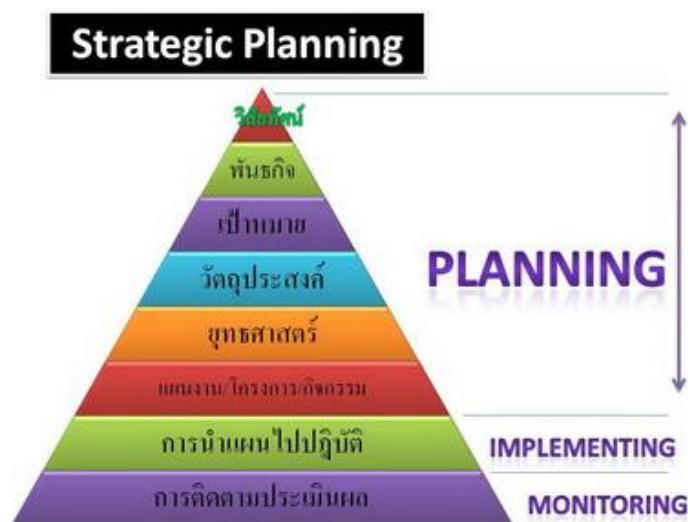 Strategic Planning
วิสัยทัศน์
พันธกิจ
เป้าหมาย
วัตถุประสงค์
ยุทธศาสตร์
แผนงาน/โครงการ/กิจกรรม
การนำแผนไปปฏิบัติ
การติดตามประเมินผล
PLANNING
IMPLEMENTING
MONITORING